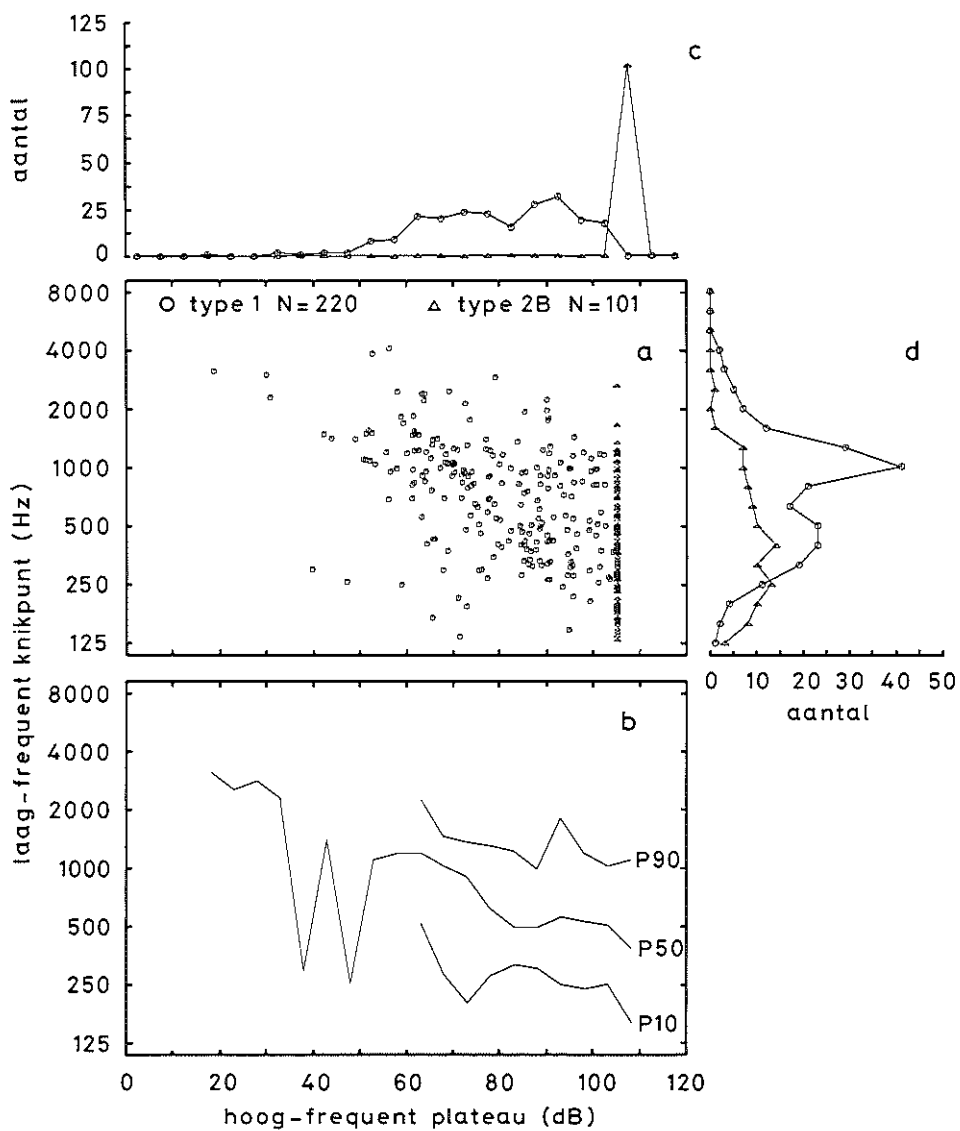 125
100
75
50
25
0
aantal
c
8000
4000
2000
1000
500
250
125
type 1 N=220
type 2B N=101
a
d
0 10 20 30 40 50
aantal
laag-frequent knikpunt (Hz)
8000
4000
2000
1000
500
250
125
b
P90
P50
P10
0 20 40 60 80 100 120
hoog-frequent plateau (dB)